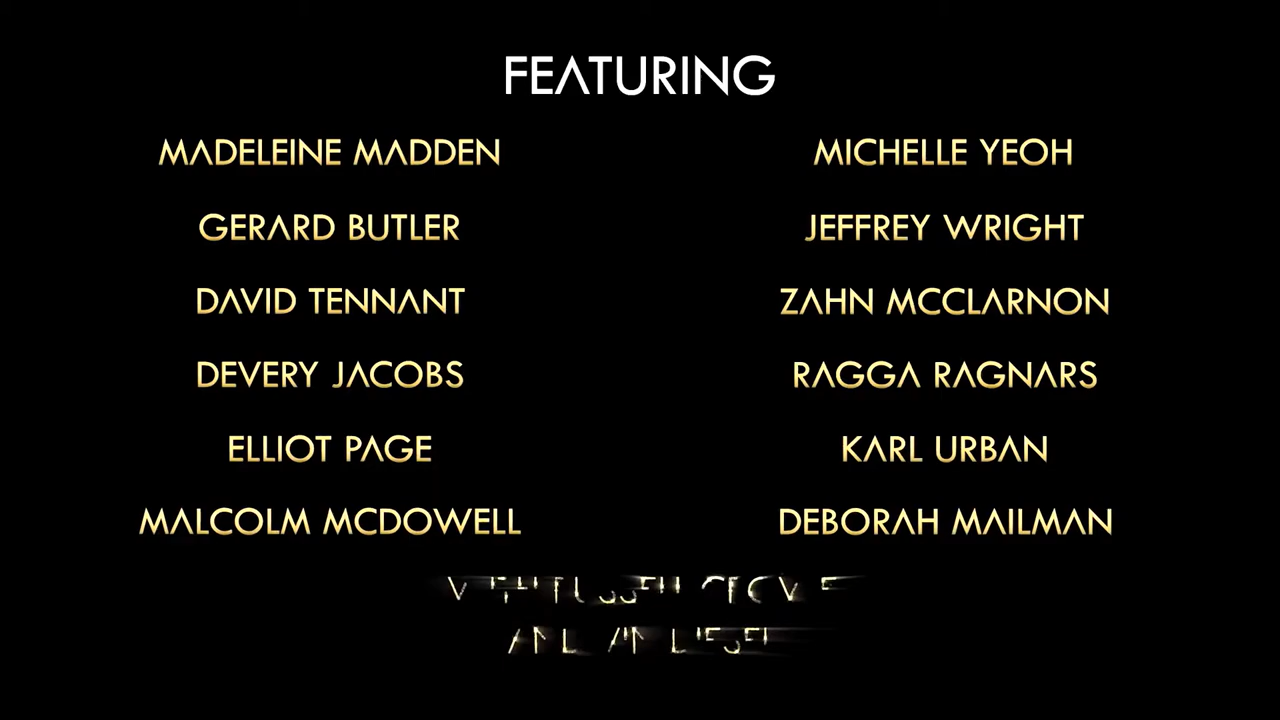 FEATURING
MADELEINE MADDEN
MICHELLE YEOH
GERARD BUTLER
JEFFREY WRIGHT
DAVID TENNANT
ZAHN MCCLARNON
DEVERY JACOBS
RAGGA RAGNARS
ELLIOT PAGE
KARL URBAN
MALCOLM MCDOWELL
DEBORAH MAILMAN